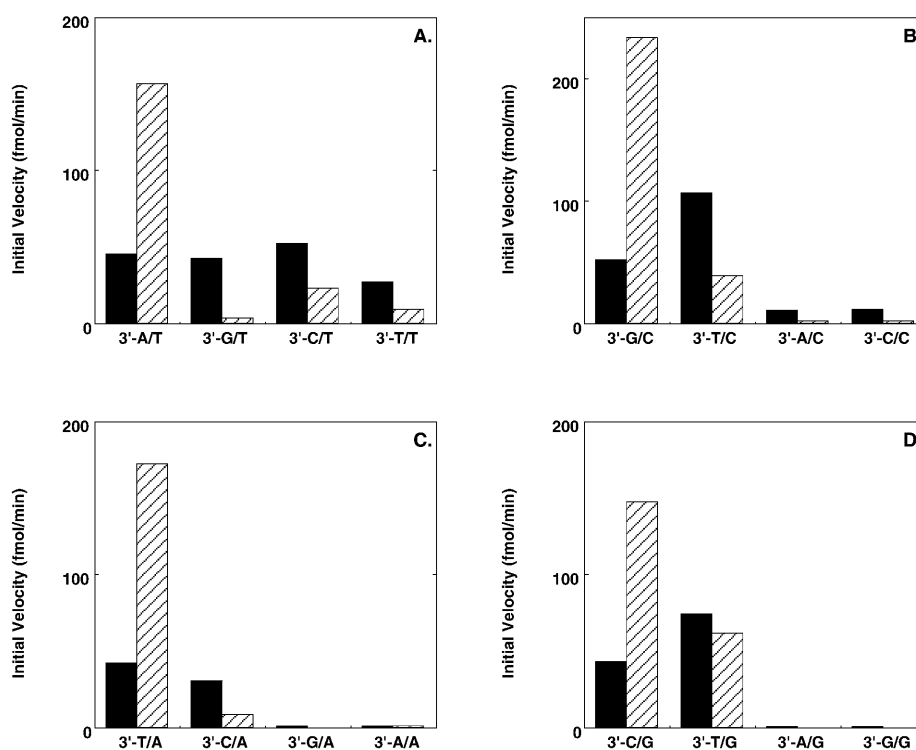 A.
Initial Velocity (fmol/min)
200
100
0
3'-A/T 3'-G/T 3'-C/T 3'-T/T
B
Initial Velocity (fmol/min)
200
100
0
3'-G/C 3'-T/C 3'-A/C 3'-C/C
C.
Initial Velocity (fmol/min)
200
100
0
3'-T/A 3'-C/A 3'-G/A 3'-A/A
D
Initial Velocity (fmol/min)
200
100
0
3'-C/G 3'-T/G 3'-A/G 3'-G/G